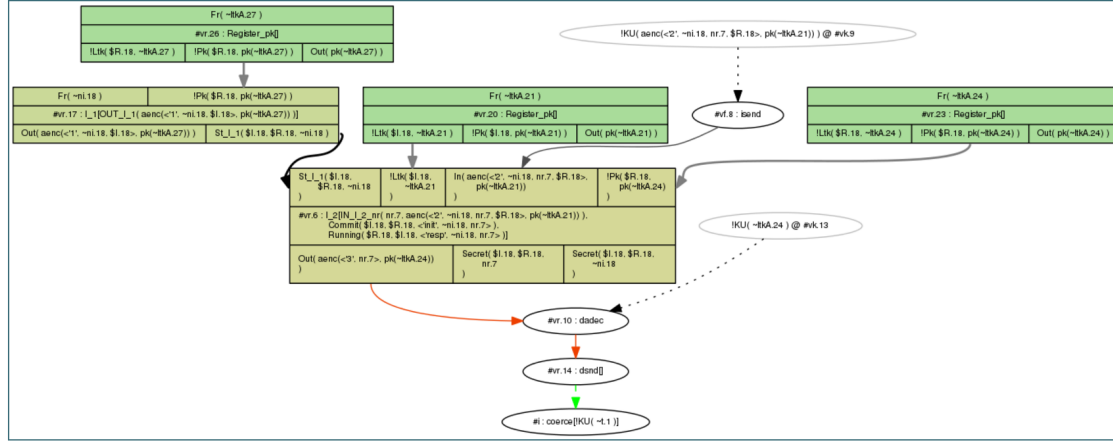 Fr( ~ltkA.27 )
#vr.26 : Register_pk[]
!Ltk( $R.18, ~ltkA.27 ) !Pk( $R.18, pk(~ltkA.27) ) Out( pk(~ltkA.27) )
!KU( aenc(<'2', ~ni.18, nr.7, $R.18>, pk(~ltkA.21)) ) @ #vk.9
Fr( ~ni.18 ) !Pk( $R.18, pk(~ltkA.27) )
#vr.17 : I_1[OUT_I_1( aenc(<'1', ~ni.18, $I.18>, pk(~ltkA.27)) )]
Out( aenc(<'1', ~ni.18, $I.18>, pk(~ltkA.27)) ) St_I_1( $I.18, $R.18, ~ni.18 )
Fr( ~ltkA.21 )
#vr.20 : Register_pk[]
!Ltk( $I.18, ~ltkA.21 ) !Pk( $I.18, pk(~ltkA.21) ) Out( pk(~ltkA.21) )
#vf.8 : isend
Fr( ~ltkA.24 )
#vr.23 : Register_pk[]
!Ltk( $R.18, ~ltkA.24 ) !Pk( $R.18, pk(~ltkA.24) ) Out( pk(~ltkA.24) )
St_I_1( $I.18, !Ltk( $I.18, In( aenc(<'2', ~ni.18, nr.7, $R.18>, !Pk( $R.18,
$R.18, ~ni.18 ~ltkA.21 pk(~ltkA.21)) pk(~ltkA.24)
) ) ) )
#vr.6 : I_2[IN_I_2_nr( nr.7, aenc(<'2', ~ni.18, nr.7, $R.18>, pk(~ltkA.21)) ),
Commit( $I.18, $R.18, <'init', ~ni.18, nr.7> ),
Running( $R.18, $I.18, <'resp', ~ni.18, nr.7> )]
Out( aenc(<'3', nr.7>, pk(~ltkA.24)) Secret( $I.18, $R.18, Secret( $I.18, $R.18,
) nr.7 ~ni.18
) )
!KU( ~ltkA.24 ) @ #vk.13
#vr.10 : dadec
#vr.14 : dsnd[]
#i : coerce[!KU( ~t.1 )]